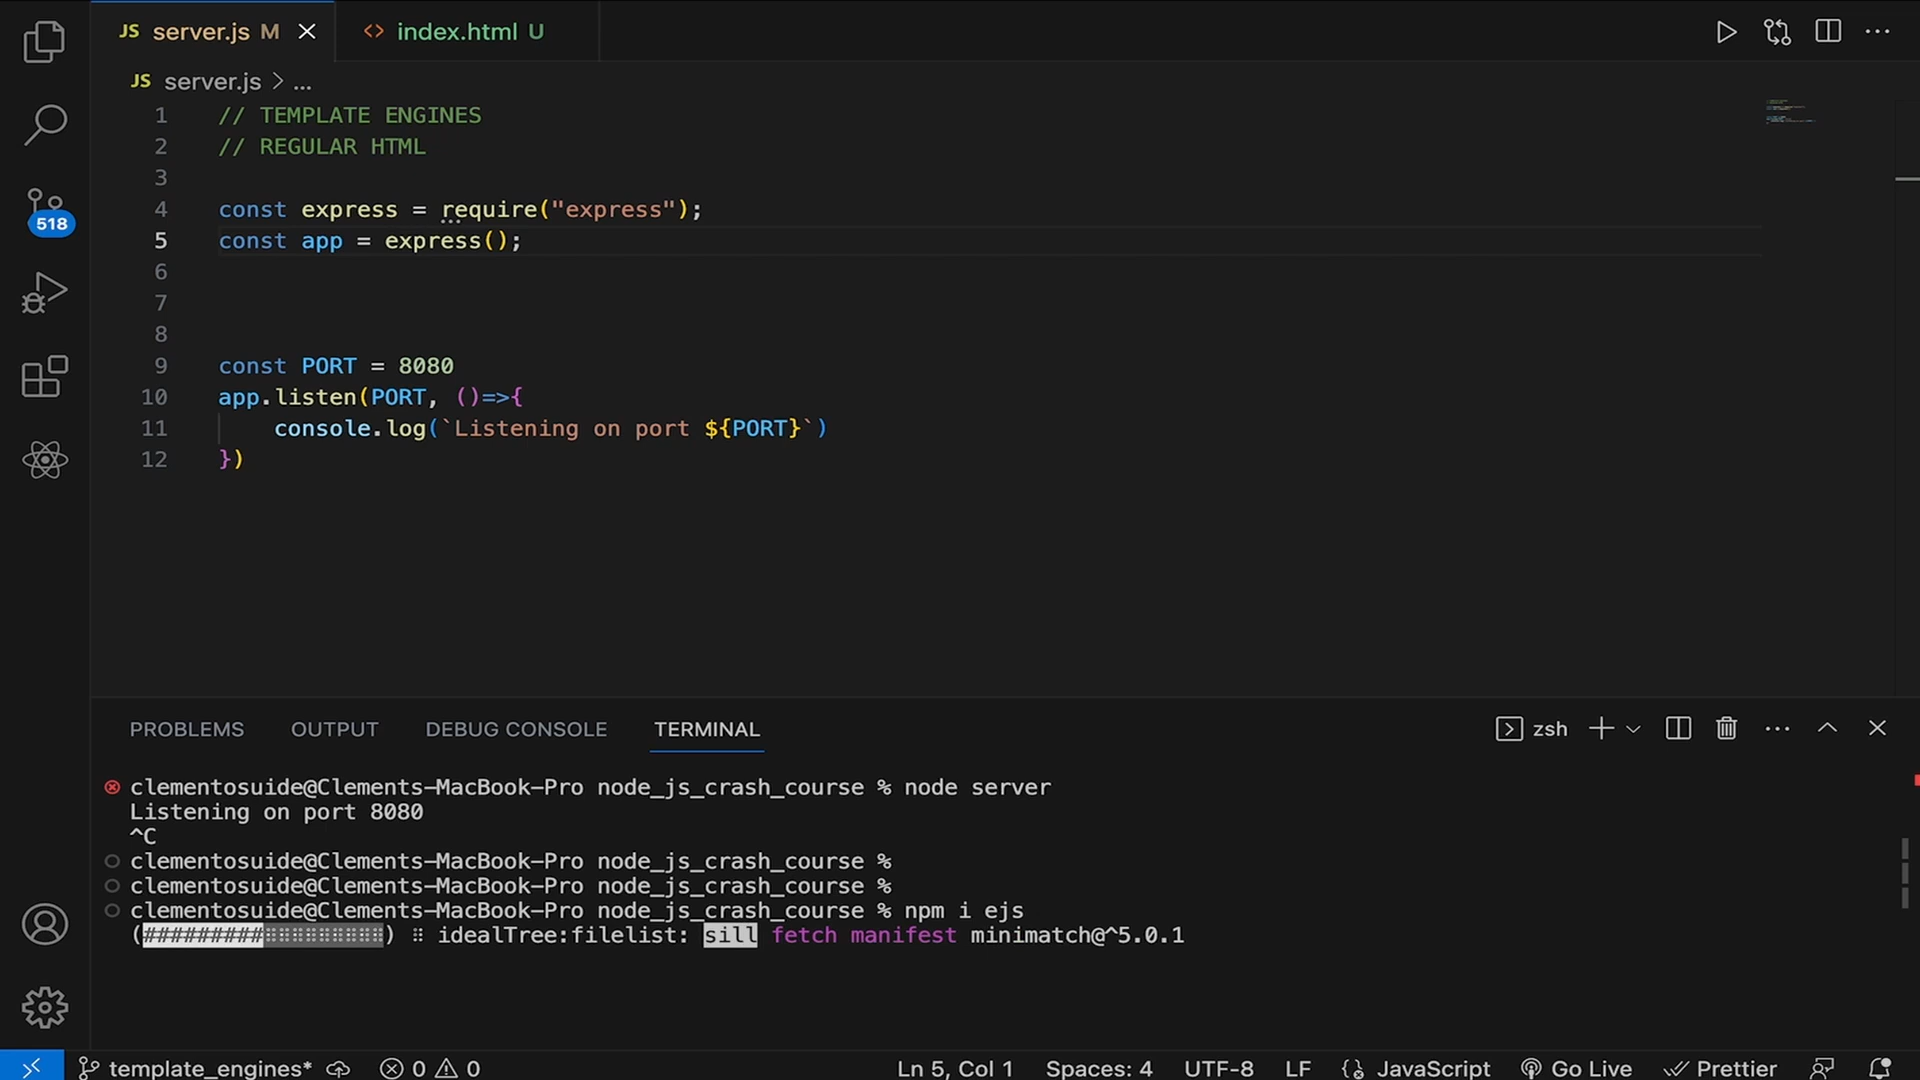 JS server.js M
<> index.html U
JS server.js > ...
1 // TEMPLATE ENGINES
2 // REGULAR HTML
3
4 const express = require("express");
5 const app = express();
6
7
8
9 const PORT = 8080
10 app.listen(PORT, ()=>{
11 console.log(`Listening on port ${PORT}`)
12 })
518
PROBLEMS OUTPUT DEBUG CONSOLE TERMINAL
zsh
clementosuide@Clements-MacBook-Pro node_js_crash_course % node server
Listening on port 8080
^C
clementosuide@Clements-MacBook-Pro node_js_crash_course %
clementosuide@Clements-MacBook-Pro node_js_crash_course %
clementosuide@Clements-MacBook-Pro node_js_crash_course % npm i ejs
(#########⠂⠂⠂⠂⠂⠂⠂⠂⠂) ⠏ idealTree:filelist: sill fetch manifest minimatch@^5.0.1
template_engines* 0 0 Ln 5, Col 1 Spaces: 4 UTF-8 LF JavaScript Go Live Prettier